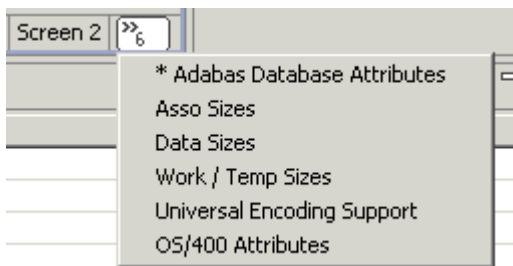 Screen 2 »6
* Adabas Database Attributes
Asso Sizes
Data Sizes
Work / Temp Sizes
Universal Encoding Support
OS/400 Attributes